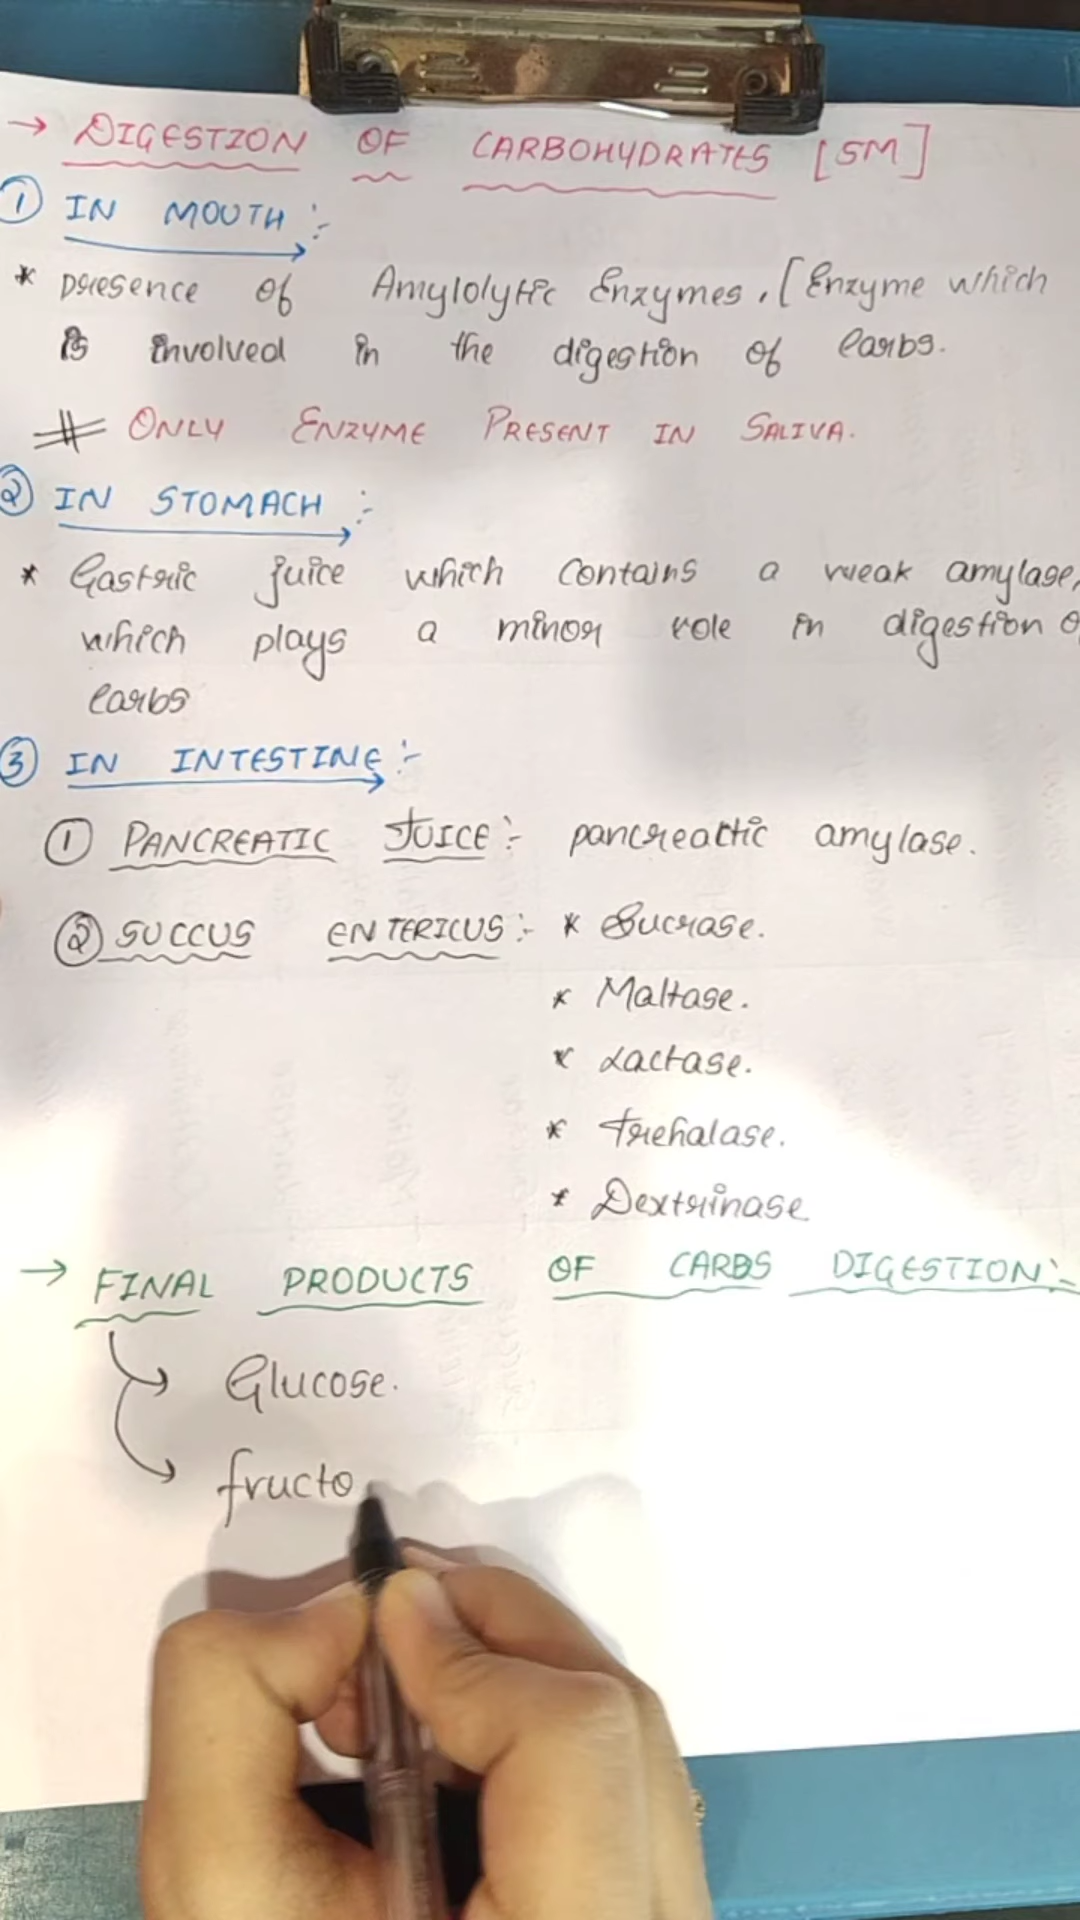 → DIGESTION OF CARBOHYDRATES [5M]
① IN MOUTH :-
* presence of Amylolytic Enzymes, [Enzyme which
is involved in the digestion of Carbs.
# ONLY ENZYME PRESENT IN SALIVA.
② IN STOMACH :-
* Gastric juice which contains a weak amylase,
which plays a minor role in digestion o
Carbs
③ IN INTESTINE :-
① PANCREATIC JUICE :- pancreactic amylase.
② SUCCUS ENTERICUS :- * Sucrase.
* Maltase.
* Lactase.
* Trehalase.
* Dextrinase
→ FINAL PRODUCTS OF CARBS DIGESTION :-
Glucose.
fructo